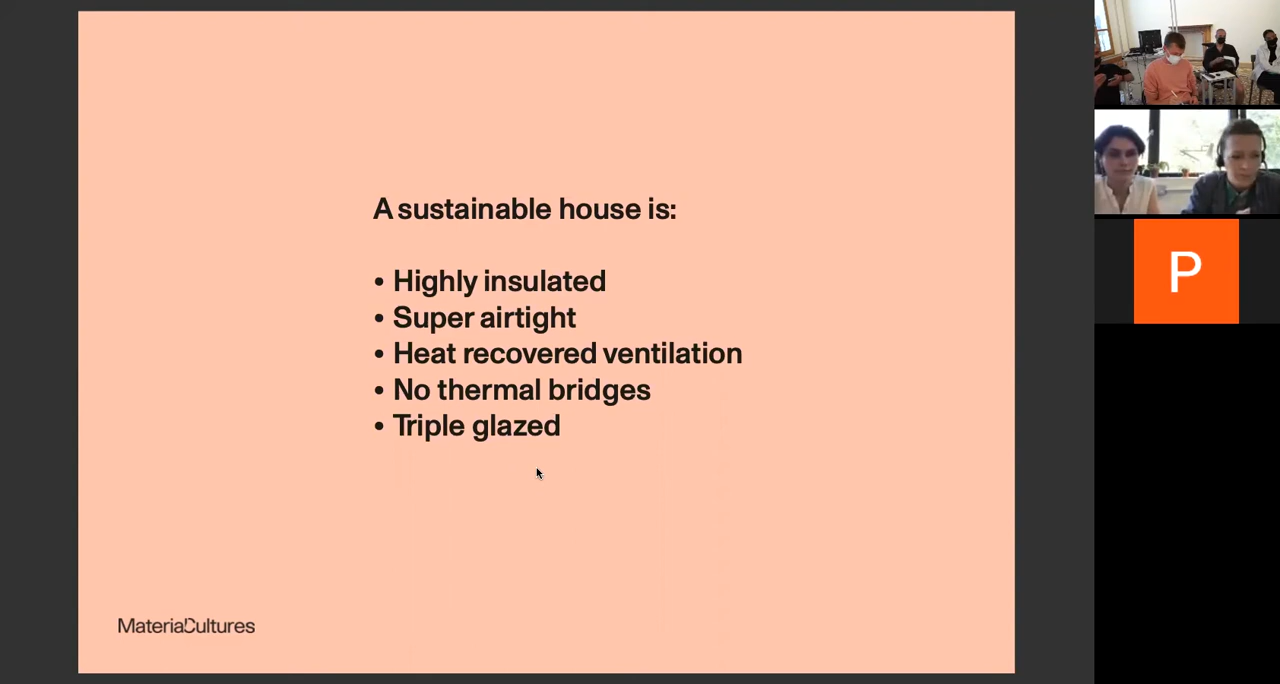 A sustainable house is:
• Highly insulated
• Super airtight
• Heat recovered ventilation
• No thermal bridges
• Triple glazed
MaterialCultures
P